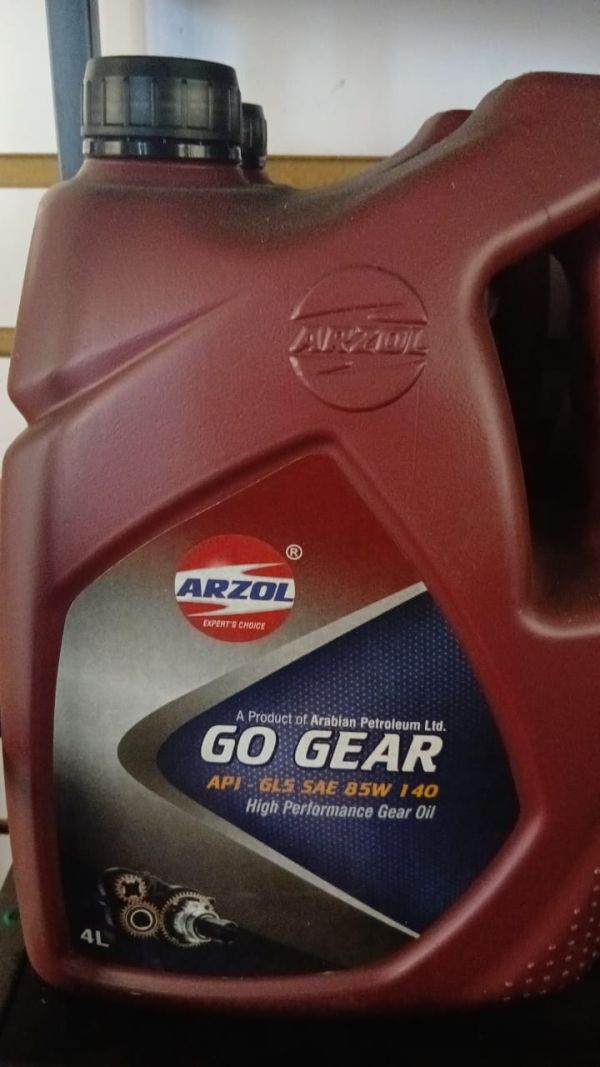 ARZOL
®
ARZOL
EXPERT'S CHOICE
A Product of Arabian Petroleum Ltd.
GO GEAR
API - GL5 SAE 85W 140
High Performance Gear Oil
4L